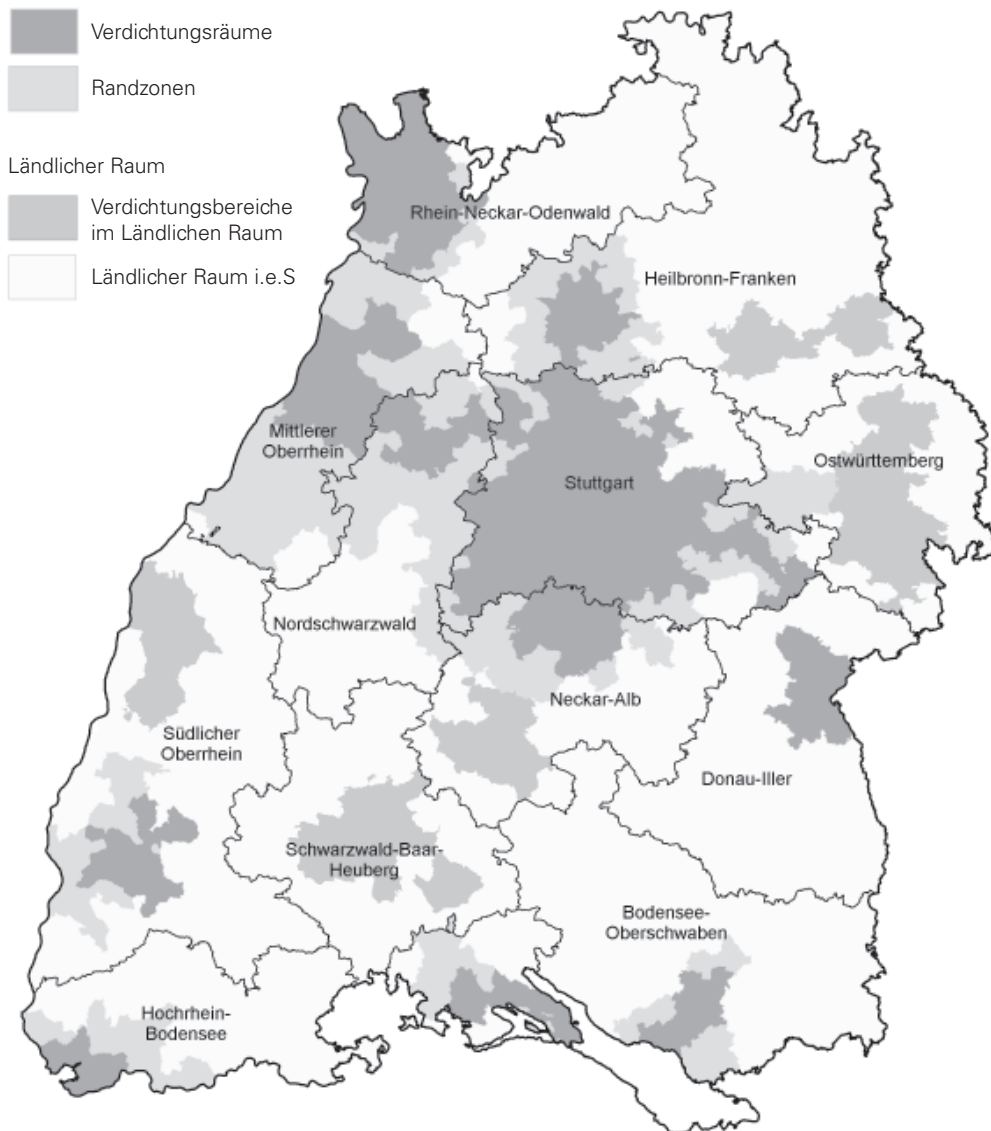 Verdichtungsräume
Randzonen
Ländlicher Raum
Verdichtungsbereiche
im Ländlichen Raum
Ländlicher Raum i.e.S
Rhein-Neckar-Odenwald
Heilbronn-Franken
Mittlerer
Oberrhein
Stuttgart
Ostwürttemberg
Nordschwarzwald
Neckar-Alb
Südlicher
Oberrhein
Donau-Iller
Schwarzwald-Baar-
Heuberg
Bodensee-
Oberschwaben
Hochrhein-
Bodensee